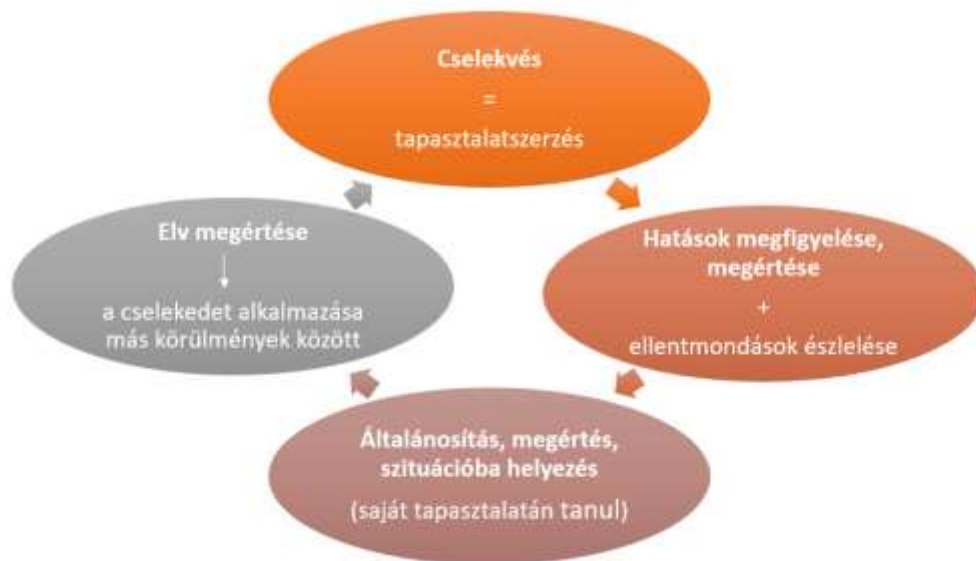 Cselekvés
=
tapasztalatszerzés
Hatások megfigyelése,
megértése
+
ellentmondások észlelése
Általánosítás, megértés,
szituációba helyezés
(saját tapasztalatán tanul)
Elv megértése
↓
a cselekedet alkalmazása
más körülmények között